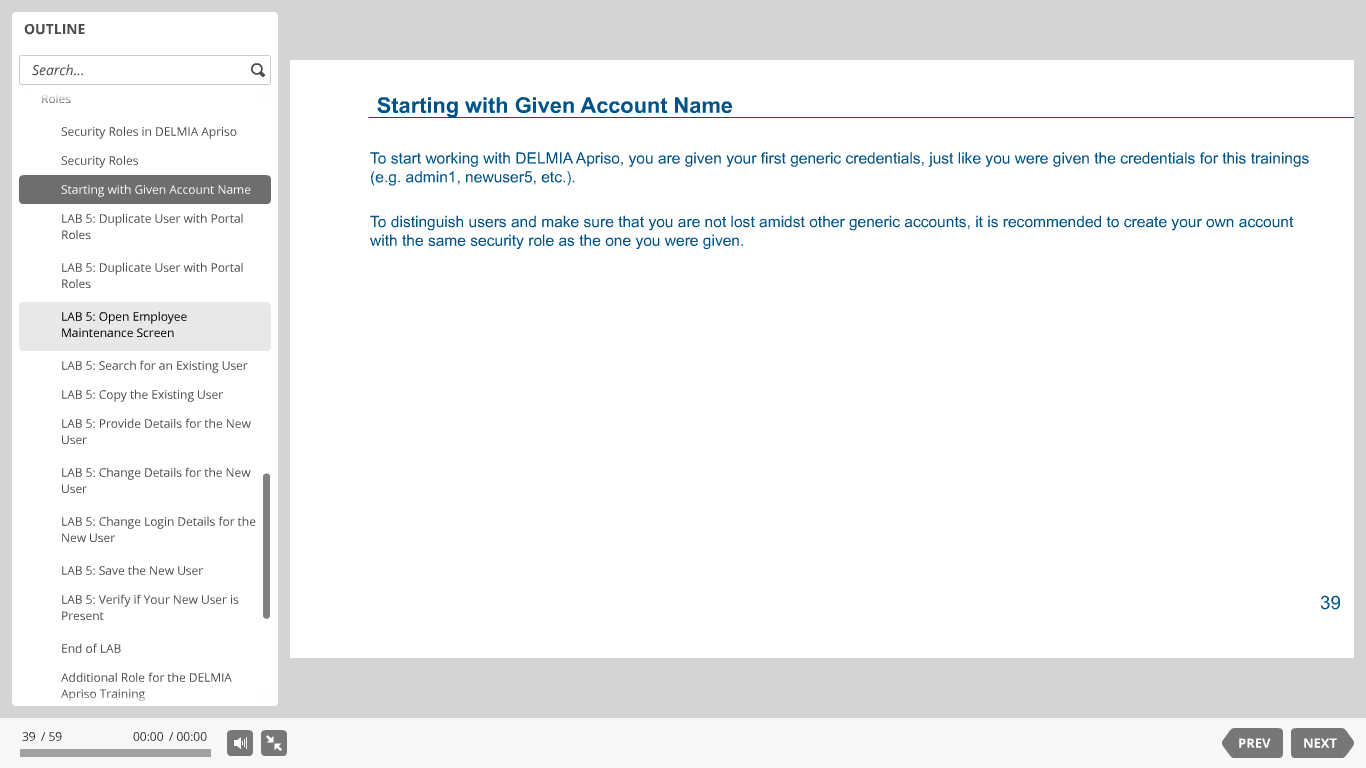 OUTLINE
Search...
Roles
Security Roles in DELMIA Apriso
Security Roles
Starting with Given Account Name
LAB 5: Duplicate User with Portal
Roles
LAB 5: Duplicate User with Portal
Roles
LAB 5: Open Employee
Maintenance Screen
LAB 5: Search for an Existing User
LAB 5: Copy the Existing User
LAB 5: Provide Details for the New
User
LAB 5: Change Details for the New
User
LAB 5: Change Login Details for the
New User
LAB 5: Save the New User
LAB 5: Verify if Your New User is
Present
End of LAB
Additional Role for the DELMIA
Apriso Training
Starting with Given Account Name
To start working with DELMIA Apriso, you are given your first generic credentials, just like you were given the credentials for this trainings
(e.g. admin1, newuser5, etc.).
To distinguish users and make sure that you are not lost amidst other generic accounts, it is recommended to create your own account
with the same security role as the one you were given.
39
39 / 59
00:00 / 00:00
PREV
NEXT